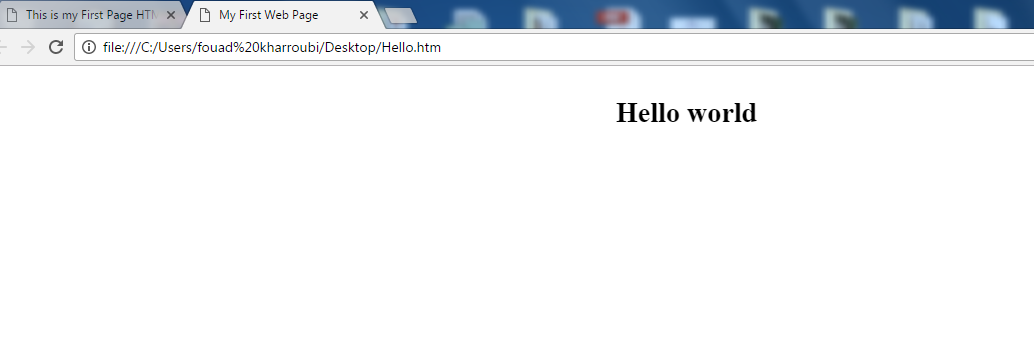 This is my First Page HTM
My First Web Page
file:///C:/Users/fouad%20kharroubi/Desktop/Hello.htm
Hello world